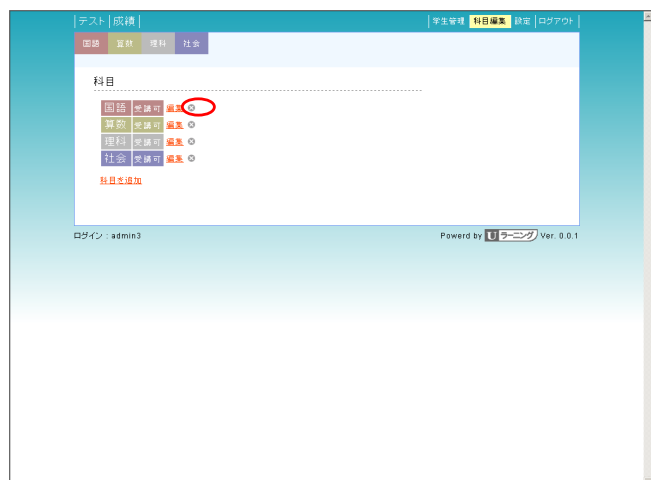 テスト 成績 学生管理 科目編集 設定 ログアウト
国語 算数 理科 社会
科目
国語 受講可 編集
算数 受講可 編集
理科 受講可 編集
社会 受講可 編集
科目を追加
ログイン : admin3 Powerd by U ラーニング Ver. 0.0.1